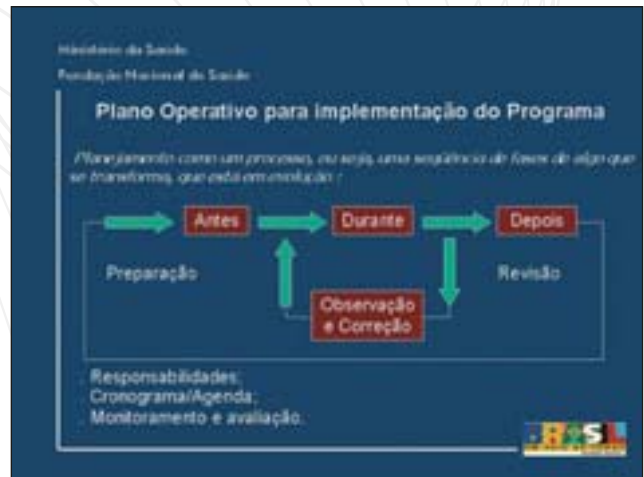 Ministério da Saúde
Fundação Nacional de Saúde
Plano Operativo para implementação do Programa
Planejamento como um processo, ou seja, uma seqüência de fases de algo que
se transforma, que está em evolução :
Antes
Durante
Depois
Preparação
Revisão
Observação
e Correção
. Responsabilidades;
. Cronograma/Agenda;
. Monitoramento e avaliação.
BRASIL